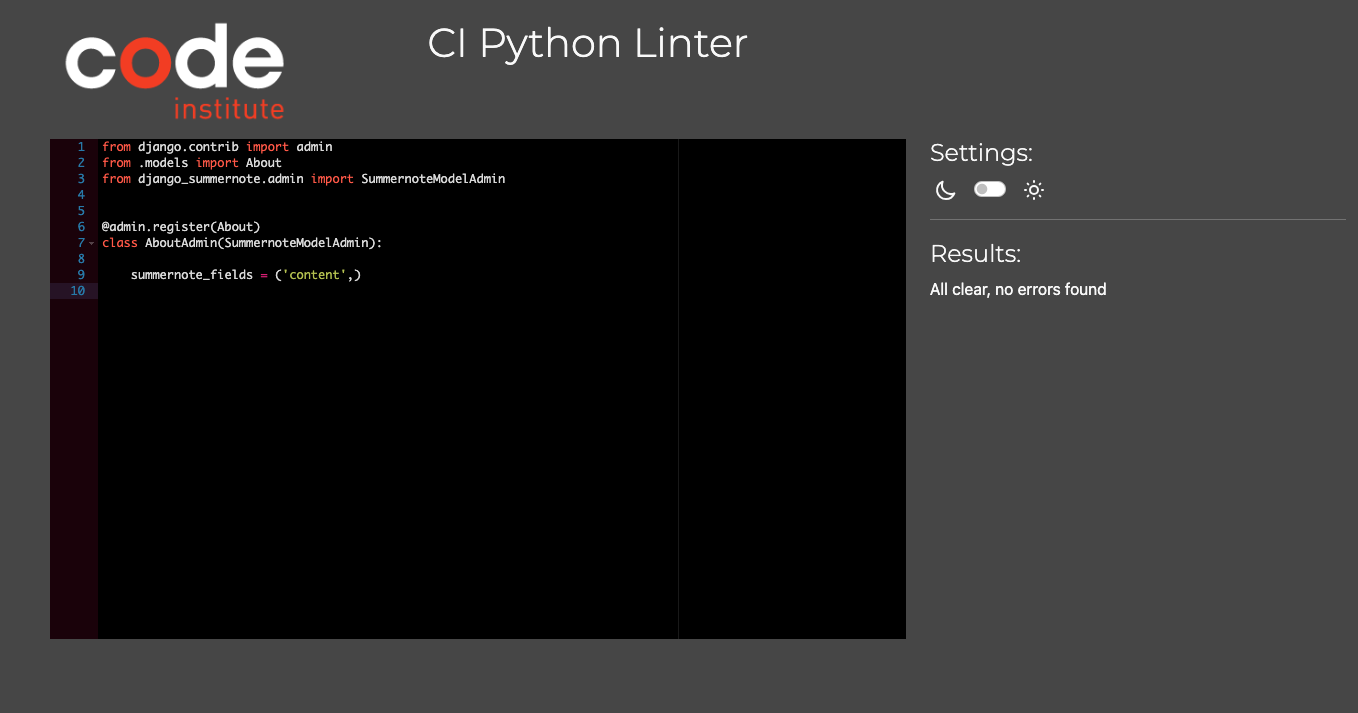 code
institute
CI Python Linter
1 from django.contrib import admin
2 from .models import About
3 from django_summernote.admin import SummernoteModelAdmin
4
5
6 @admin.register(About)
7 class AboutAdmin(SummernoteModelAdmin):
8
9     summernote_fields = ('content',)
10
Settings:
Results:
All clear, no errors found